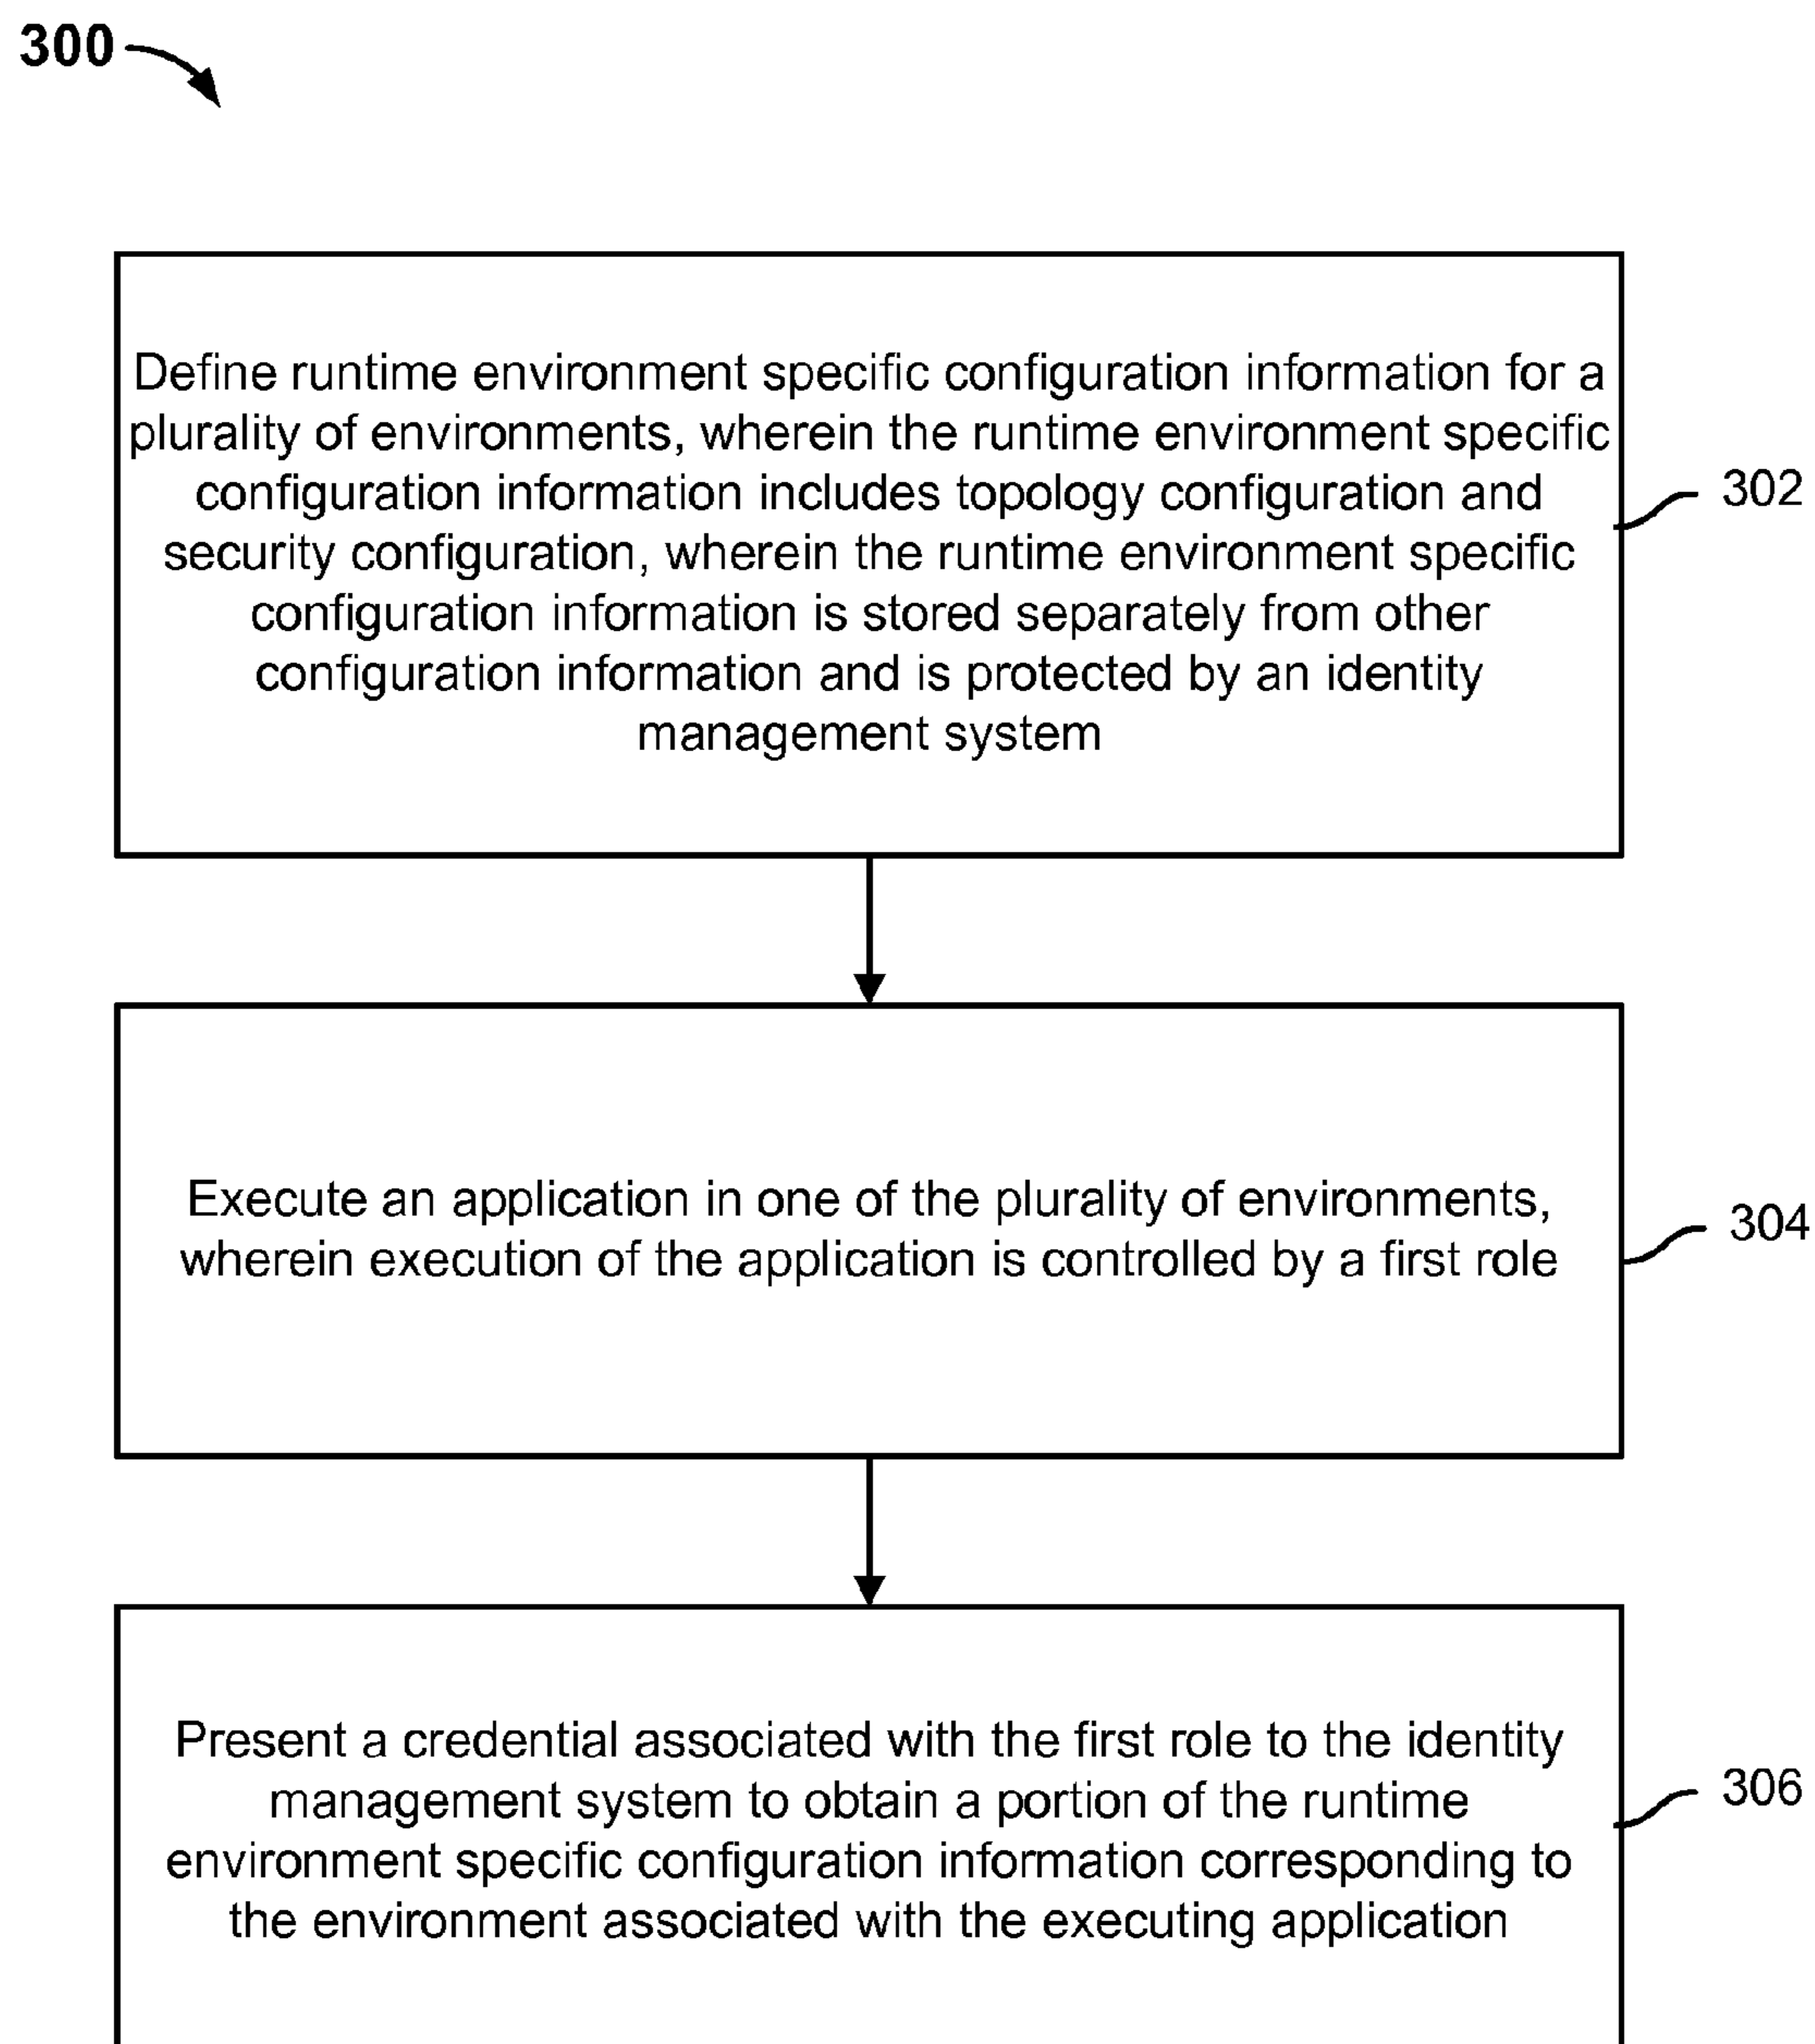 300
Define runtime environment specific configuration information for a
plurality of environments, wherein the runtime environment specific
configuration information includes topology configuration and
security configuration, wherein the runtime environment specific
configuration information is stored separately from other
configuration information and is protected by an identity
management system
302
Execute an application in one of the plurality of environments,
wherein execution of the application is controlled by a first role
304
Present a credential associated with the first role to the identity
management system to obtain a portion of the runtime
environment specific configuration information corresponding to
the environment associated with the executing application
306